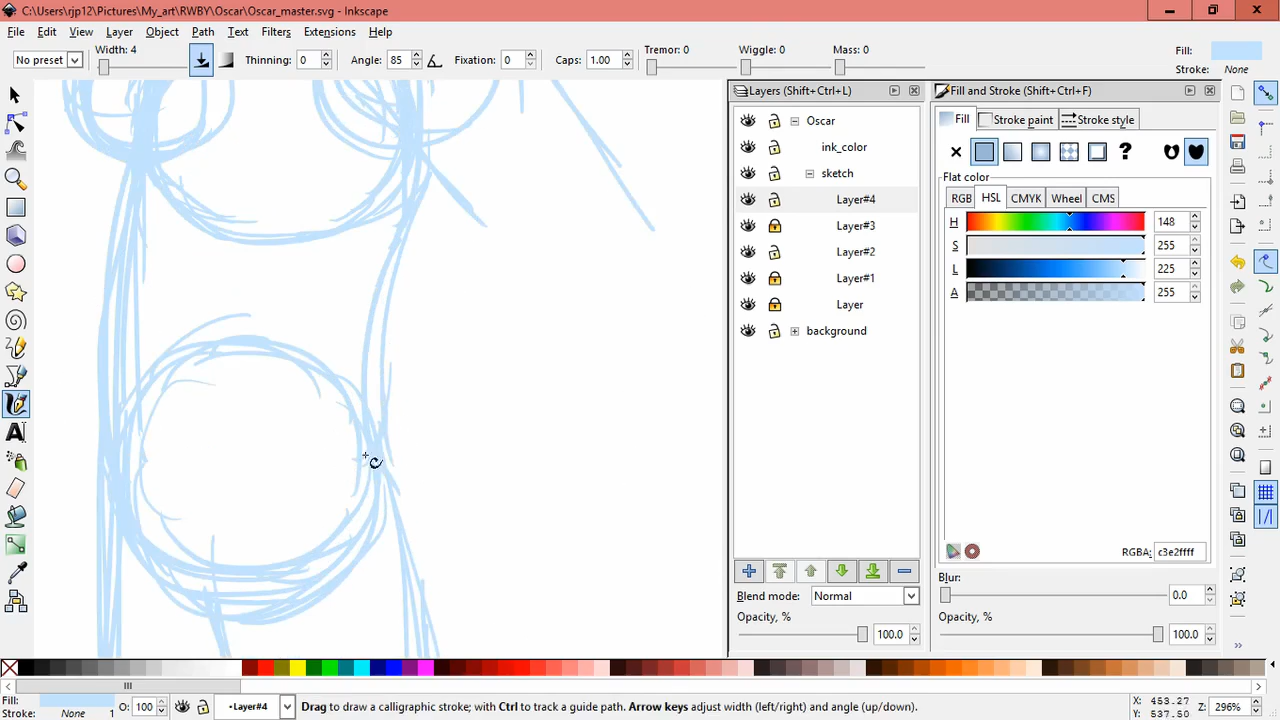 C:\Users\rjp12\Pictures\My_art\RWBY\Oscar\Oscar_master.svg - Inkscape
File Edit View Layer Object Path Text Filters Extensions Help
No preset Width: 4 Thinning: 0 Angle: 85 Fixation: 0 Caps: 1.00 Tremor: 0 Wiggle: 0 Mass: 0 Fill:
Stroke: None
Layers (Shift+Ctrl+L) Fill and Stroke (Shift+Ctrl+F)
Oscar
ink_color
sketch
Layer#4
Layer#3
Layer#2
Layer#1
Layer
background
Blend mode: Normal
Opacity, % 100.0
Fill Stroke paint Stroke style
?
Flat color
RGB HSL CMYK Wheel CMS
H 148
S 255
L 225
A 255
RGBA: c3e2ffff
Blur:
0.0
Opacity, %
100.0
Fill:
Stroke: None 1 O: 100 •Layer#4 Drag to draw a calligraphic stroke; with Ctrl to track a guide path. Arrow keys adjust width (left/right) and angle (up/down). X: 453.27
Y: 537.50 Z: 296%